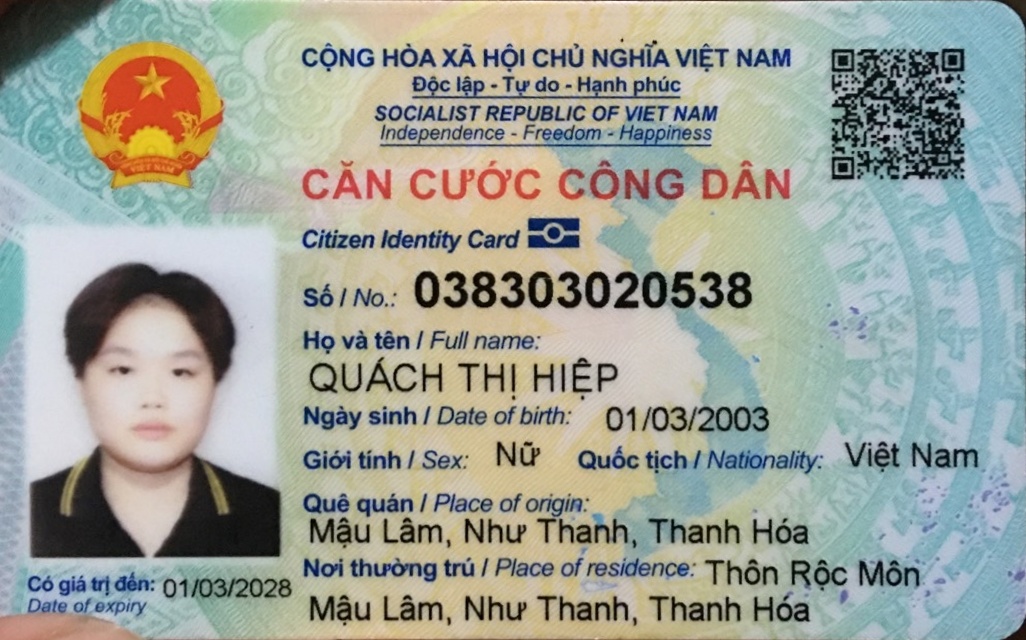 CỘNG HÒA XÃ HỘI CHỦ NGHĨA VIỆT NAM
Độc lập - Tự do - Hạnh phúc
SOCIALIST REPUBLIC OF VIET NAM
Independence - Freedom - Happiness
VIỆT NAM
CĂN CƯỚC CÔNG DÂN
Citizen Identity Card
Số / No.: 038303020538
Họ và tên / Full name:
QUÁCH THỊ HIỆP
Ngày sinh / Date of birth: 01/03/2003
Giới tính / Sex: Nữ Quốc tịch / Nationality: Việt Nam
Quê quán / Place of origin:
Mậu Lâm, Như Thanh, Thanh Hóa
Nơi thường trú / Place of residence: Thôn Rộc Môn
Mậu Lâm, Như Thanh, Thanh Hóa
Có giá trị đến: 01/03/2028
Date of expiry